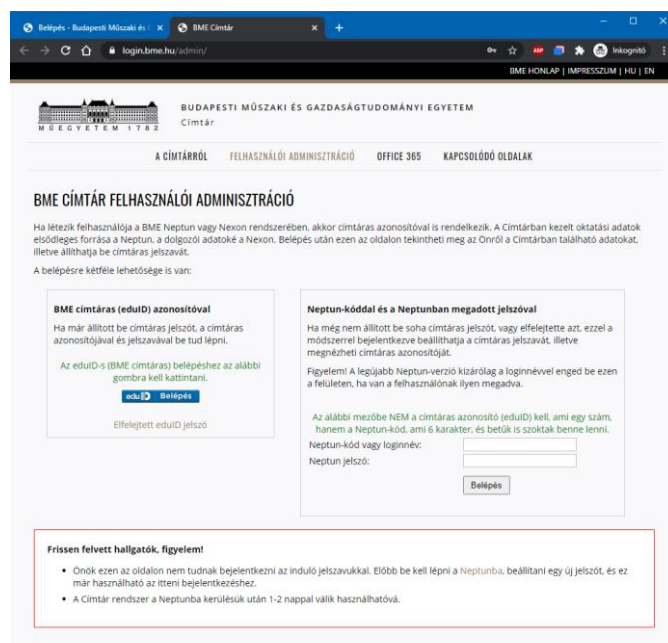 Belépés - Budapesti Műszaki és
BME Címtár
login.bme.hu/admin/
ABP
Inkognitó
BME HONLAP | IMPRESSZUM | HU | EN
MŰEGYETEM 1782
BUDAPESTI MŰSZAKI ÉS GAZDASÁGTUDOMÁNYI EGYETEM
Címtár
A CÍMTÁRRÓL FELHASZNÁLÓI ADMINISZTRÁCIÓ OFFICE 365 KAPCSOLÓDÓ OLDALAK
BME CÍMTÁR FELHASZNÁLÓI ADMINISZTRÁCIÓ
Ha létezik felhasználója a BME Neptun vagy Nexon rendszerében, akkor címtáras azonosítóval is rendelkezik. A Címtárban kezelt oktatási adatok
elsődleges forrása a Neptun, a dolgozói adatoké a Nexon. Belépés után ezen az oldalon tekintheti meg az Önről a Címtárban található adatokat,
illetve állíthatja be címtáras jelszavát.
A belépésre kétféle lehetősége is van:
BME címtáras (eduID) azonosítóval
Ha már állított be címtáras jelszót, a címtáras
azonosítójával és jelszavával be tud lépni.
Az eduID-s (BME címtáras) belépéshez az alábbi
gombra kell kattintani.
eduID Belépés
Elfelejtett eduID jelszó
Neptun-kóddal és a Neptunban megadott jelszóval
Ha még nem állított be soha címtáras jelszót, vagy elfelejtette azt, ezzel a
módszerrel bejelentkezve beállíthatja a címtáras jelszavát, illetve
megnézheti címtáras azonosítóját.
Figyelem! A legújabb Neptun-verzió kizárólag a loginnévvel enged be ezen
a felületen, ha van a felhasználónak ilyen megadva.
Az alábbi mezőbe NEM a címtáras azonosító (eduID) kell, ami egy szám,
hanem a Neptun-kód, ami 6 karakter, és betűk is szoktak benne lenni.
Neptun-kód vagy loginnév:
Neptun jelszó:
Belépés
Frissen felvett hallgatók, figyelem!
• Önök ezen az oldalon nem tudnak bejelentkezni az induló jelszavukkal. Előbb be kell lépni a Neptunba, beállítani egy új jelszót, és ez
már használható az itteni bejelentkezéshez.
• A Címtár rendszer a Neptunba kerülésük után 1-2 nappal válik használhatóvá.